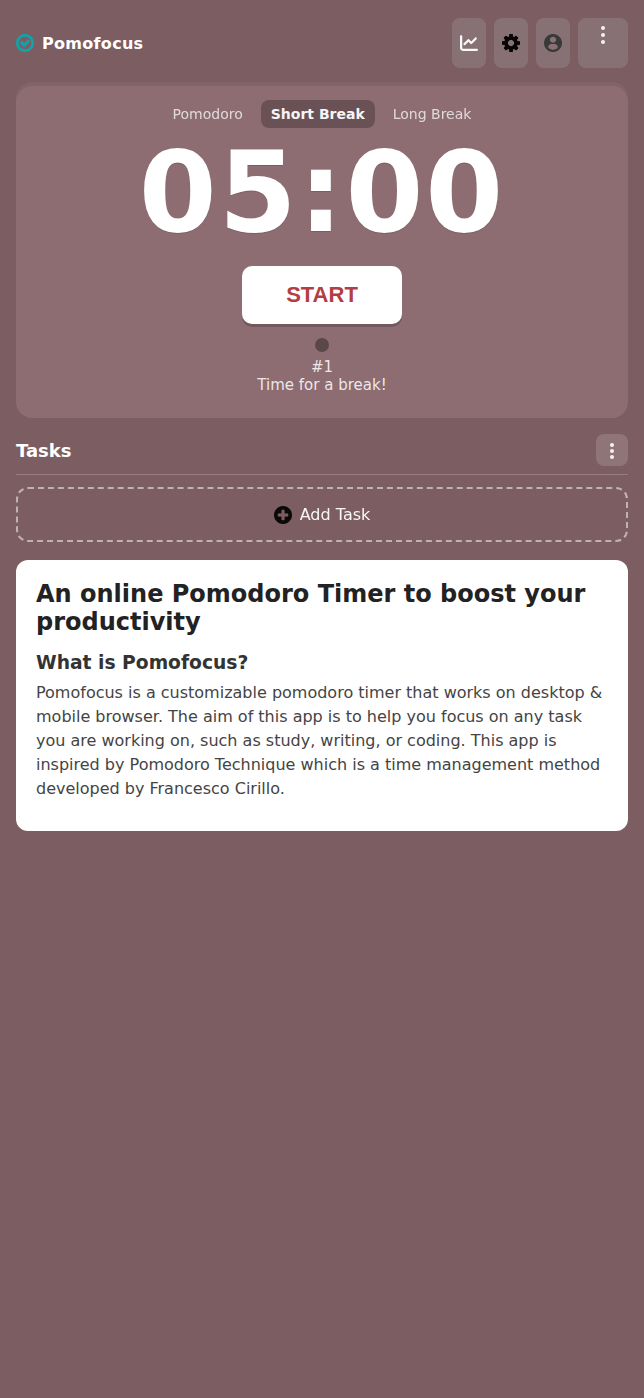 Pomofocus
Pomodoro Short Break Long Break
05:00
START
#1
Time for a break!
Tasks
Add Task
An online Pomodoro Timer to boost your
productivity
What is Pomofocus?
Pomofocus is a customizable pomodoro timer that works on desktop &
mobile browser. The aim of this app is to help you focus on any task
you are working on, such as study, writing, or coding. This app is
inspired by Pomodoro Technique which is a time management method
developed by Francesco Cirillo.